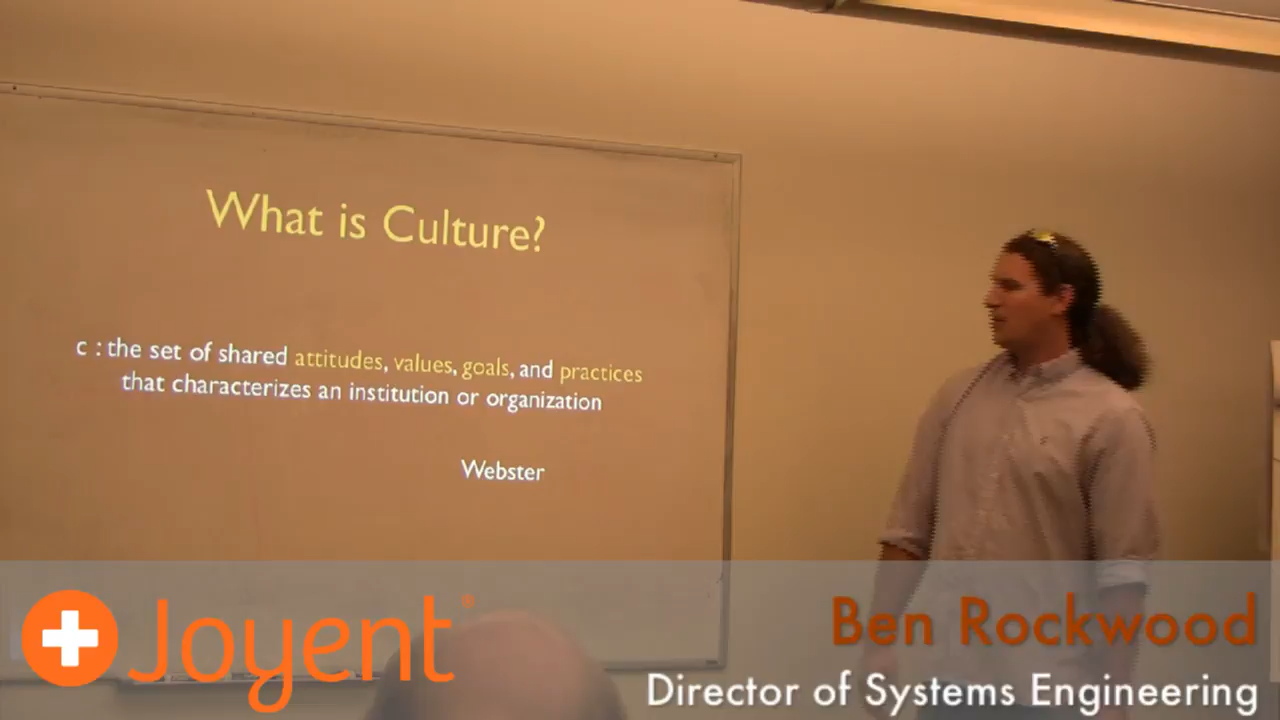 What is Culture?
c : the set of shared attitudes, values, goals, and practices
that characterizes an institution or organization
Webster
Joyent®
Ben Rockwood
Director of Systems Engineering